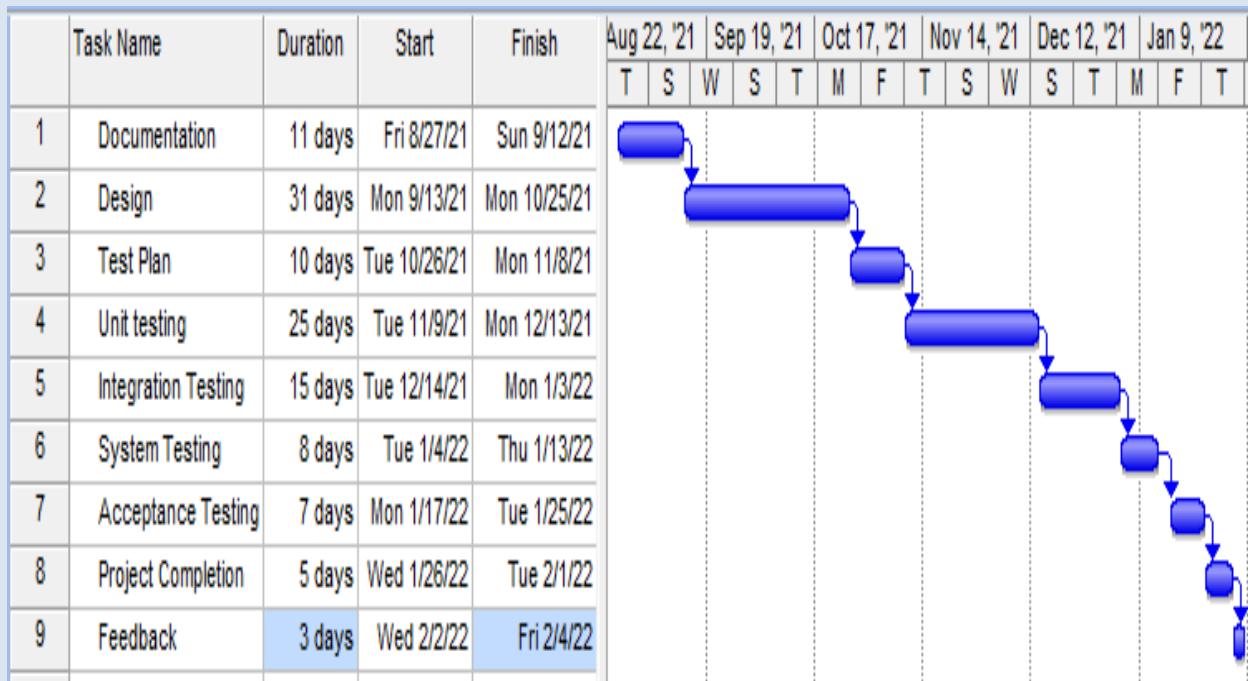 Task Name Duration Start Finish Aug 22, '21 Sep 19, '21 Oct 17, '21 Nov 14, '21 Dec 12, '21 Jan 9, '22
T S W S T M F T S W S T M F T
1 Documentation 11 days Fri 8/27/21 Sun 9/12/21
2 Design 31 days Mon 9/13/21 Mon 10/25/21
3 Test Plan 10 days Tue 10/26/21 Mon 11/8/21
4 Unit testing 25 days Tue 11/9/21 Mon 12/13/21
5 Integration Testing 15 days Tue 12/14/21 Mon 1/3/22
6 System Testing 8 days Tue 1/4/22 Thu 1/13/22
7 Acceptance Testing 7 days Mon 1/17/22 Tue 1/25/22
8 Project Completion 5 days Wed 1/26/22 Tue 2/1/22
9 Feedback 3 days Wed 2/2/22 Fri 2/4/22